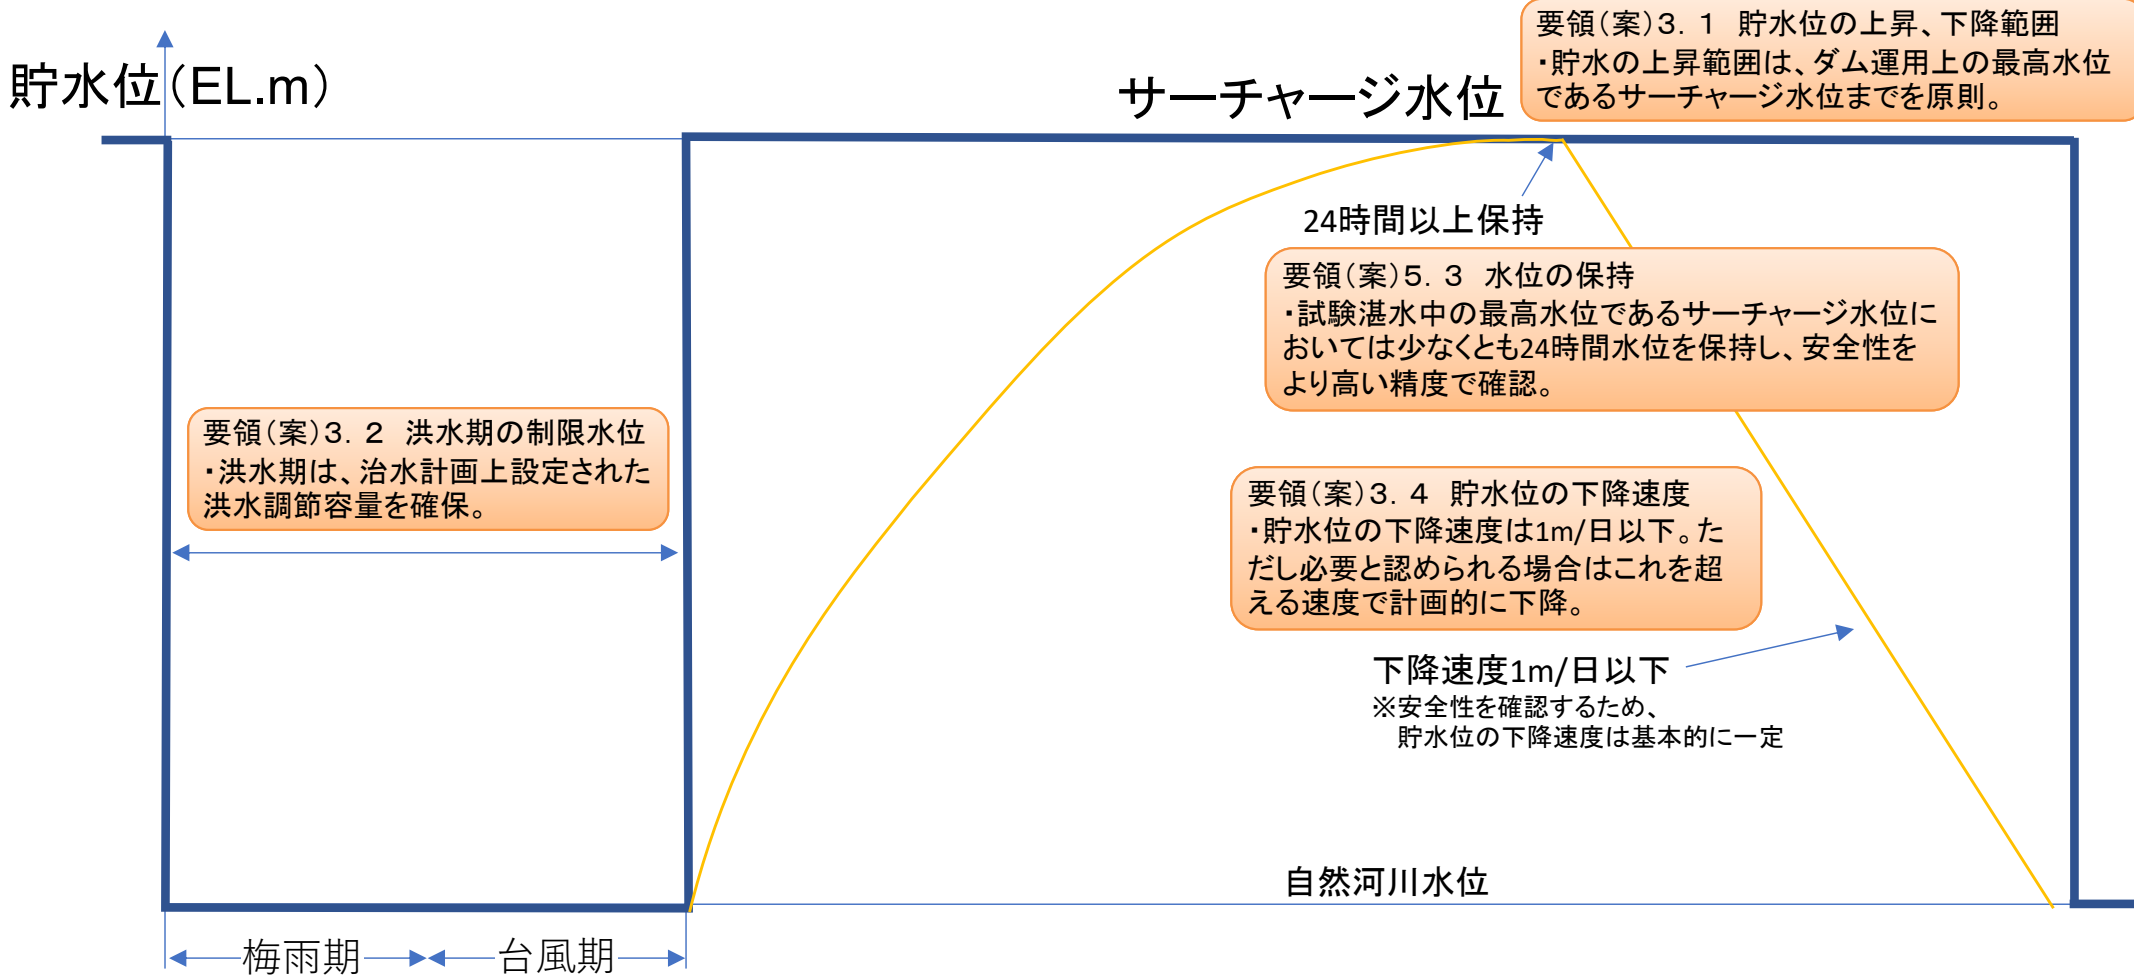 貯水位(EL.m)
サーチャージ水位
要領(案)3.1 貯水位の上昇、下降範囲
・貯水の上昇範囲は、ダム運用上の最高水位
であるサーチャージ水位までを原則。
24時間以上保持
要領(案)5.3 水位の保持
・試験湛水中の最高水位であるサーチャージ水位に
おいては少なくとも24時間水位を保持し、安全性を
より高い精度で確認。
要領(案)3.2 洪水期の制限水位
・洪水期は、治水計画上設定された
洪水調節容量を確保。
要領(案)3.4 貯水位の下降速度
・貯水位の下降速度は1m/日以下。た
だし必要と認められる場合はこれを超
える速度で計画的に下降。
下降速度1m/日以下
※安全性を確認するため、
貯水位の下降速度は基本的に一定
自然河川水位
梅雨期
台風期